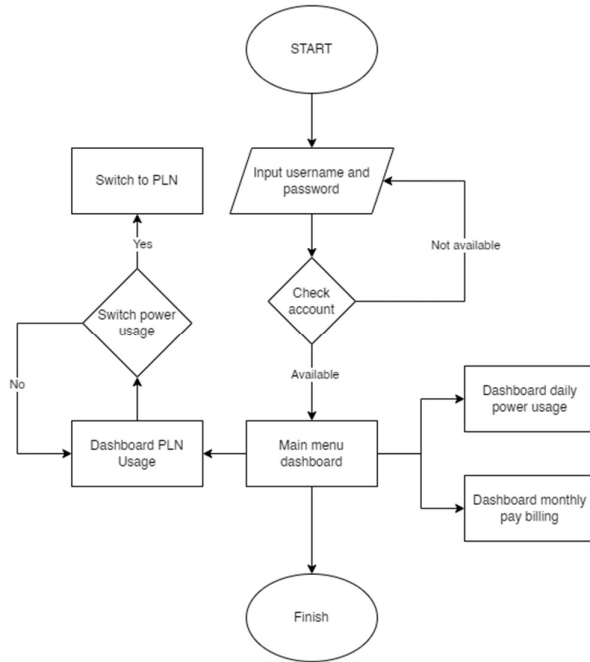 START
Input username and
password
Switch to PLN
Not available
Yes
Check
account
Switch power
usage
No
Available
Dashboard daily
power usage
Dashboard PLN
Usage
Main menu
dashboard
Dashboard monthly
pay billing
Finish